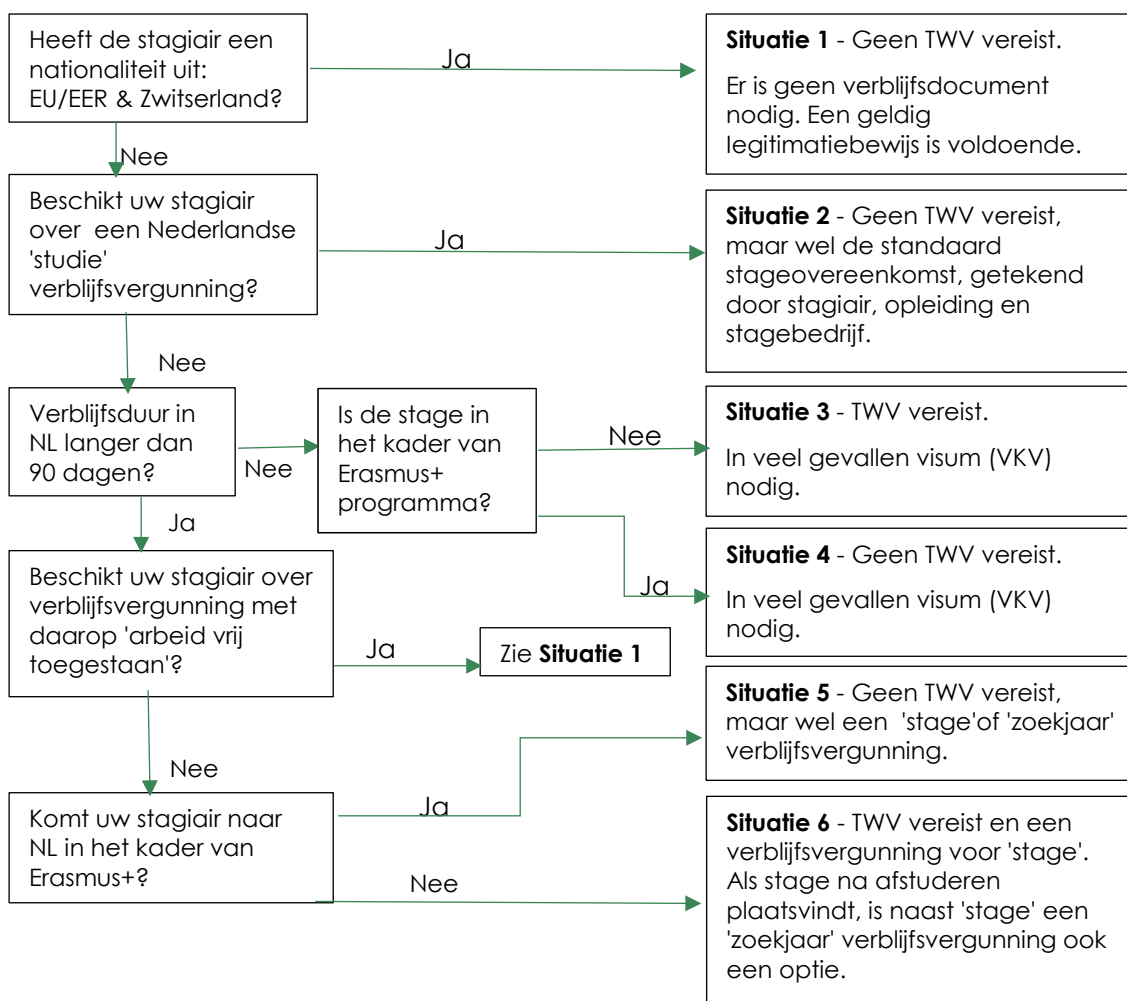 Heeft de stagiair een
nationaliteit uit:
EU/EER & Zwitserland?
Ja
Situatie 1 - Geen TWV vereist.
Er is geen verblijfsdocument
nodig. Een geldig
legitimatiebewijs is voldoende.
Nee
Beschikt uw stagiair
over een Nederlandse
'studie'
verblijfsvergunning?
Ja
Situatie 2 - Geen TWV vereist,
maar wel de standaard
stageovereenkomst, getekend
door stagiair, opleiding en
stagebedrijf.
Nee
Verblijfsduur in
NL langer dan
90 dagen?
Nee
Is de stage in
het kader van
Erasmus+
programma?
Nee
Situatie 3 - TWV vereist.
In veel gevallen visum (VKV)
nodig.
Ja
Situatie 4 - Geen TWV vereist.
In veel gevallen visum (VKV)
nodig.
Ja
Beschikt uw stagiair over
verblijfsvergunning met
daarop 'arbeid vrij
toegestaan'?
Ja
Zie Situatie 1
Nee
Komt uw stagiair naar
NL in het kader van
Erasmus+?
Ja
Situatie 5 - Geen TWV vereist,
maar wel een 'stage'of 'zoekjaar'
verblijfsvergunning.
Nee
Situatie 6 - TWV vereist en een
verblijfsvergunning voor 'stage'.
Als stage na afstuderen
plaatsvindt, is naast 'stage' een
'zoekjaar' verblijfsvergunning ook
een optie.